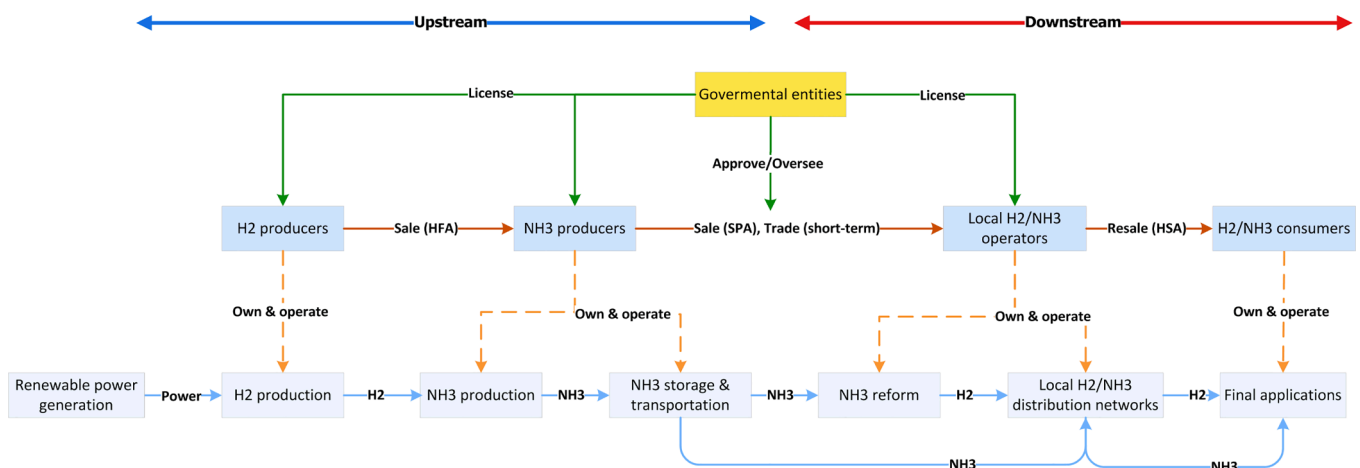 Upstream
Downstream
Govermental entities
License
License
Approve/Oversee
H2 producers
Sale (HFA)
NH3 producers
Sale (SPA), Trade (short-term)
Local H2/NH3
operators
Resale (HSA)
H2/NH3 consumers
Own & operate
Own & operate
Own & operate
Own & operate
Renewable power
generation
Power
H2 production
H2
NH3 production
NH3
NH3 storage &
transportation
NH3
NH3 reform
H2
Local H2/NH3
distribution networks
H2
Final applications
NH3
NH3